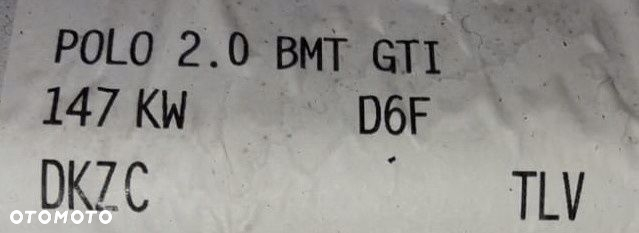 POLO 2.0 BMT GTI
147 KW D6F
DKZC TLV
OTOMOTO